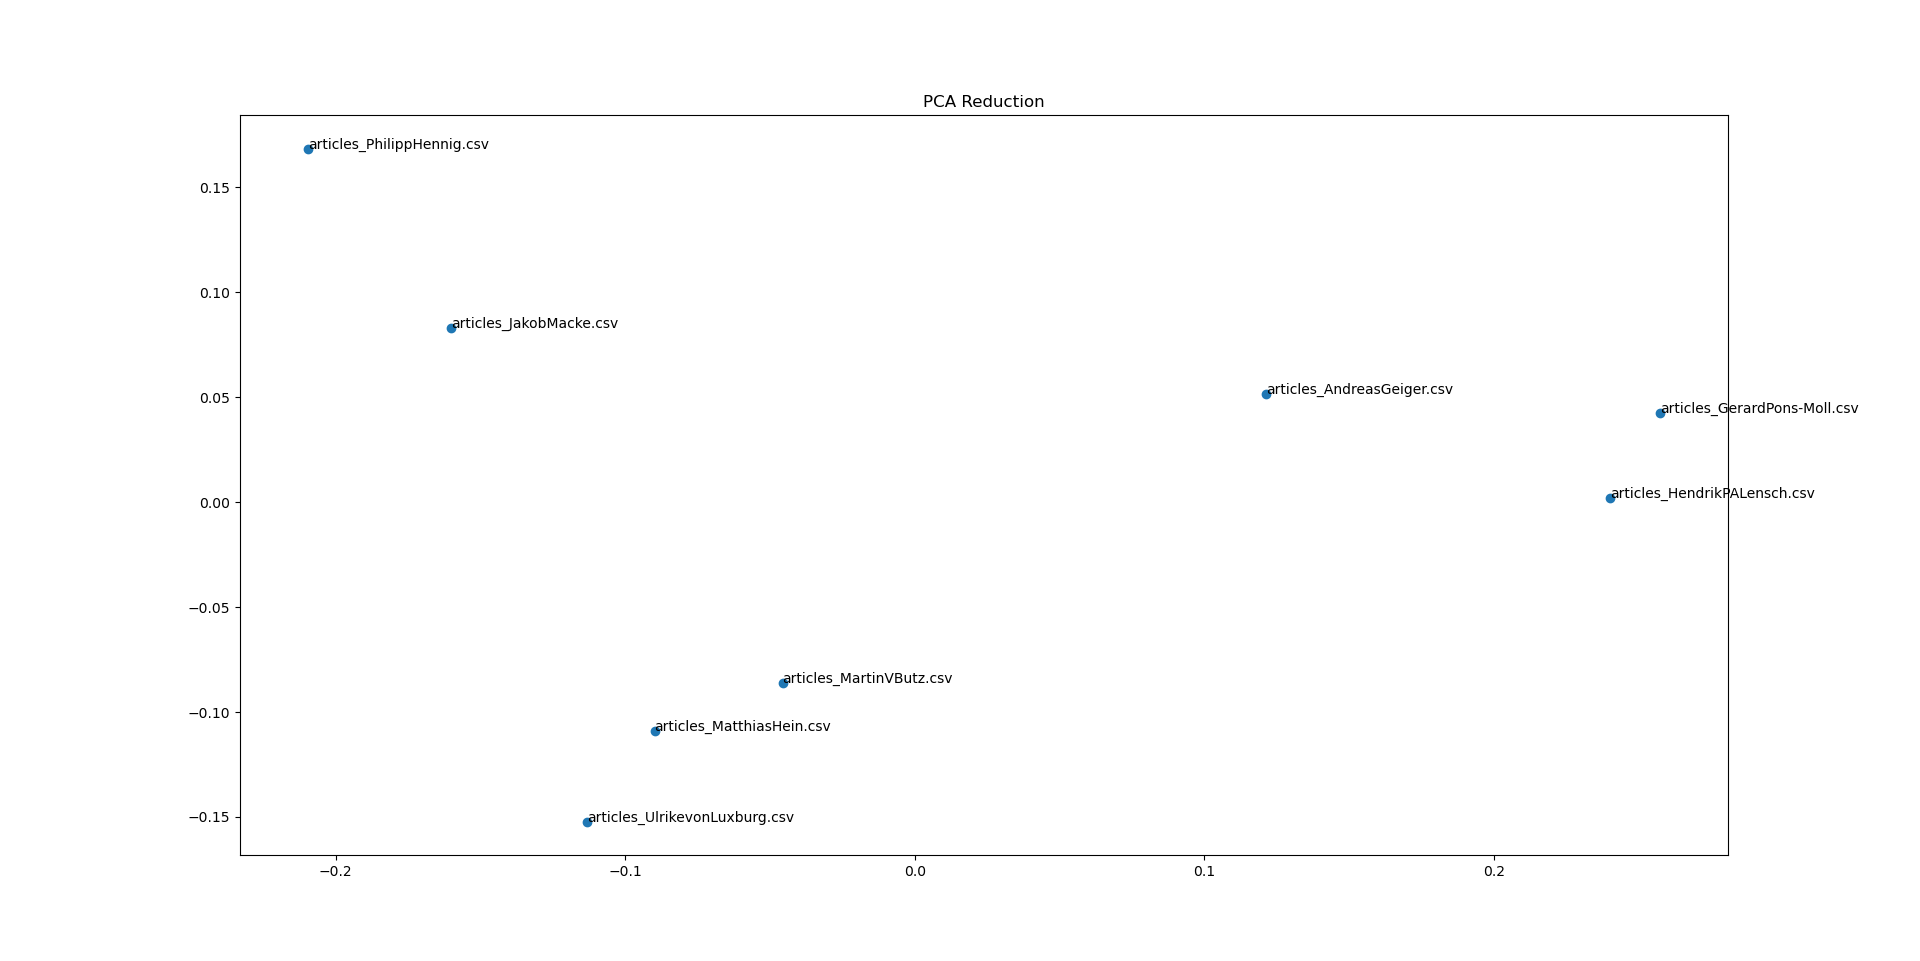 PCA Reduction
articles_PhilippHennig.csv
0.15
0.10
articles_JakobMacke.csv
articles_AndreasGeiger.csv
0.05
articles_GerardPons-Moll.csv
articles_HendrikPALensch.csv
0.00
−0.05
articles_MartinVButz.csv
−0.10
articles_MatthiasHein.csv
−0.15
articles_UlrikevonLuxburg.csv
−0.2 −0.1 0.0 0.1 0.2